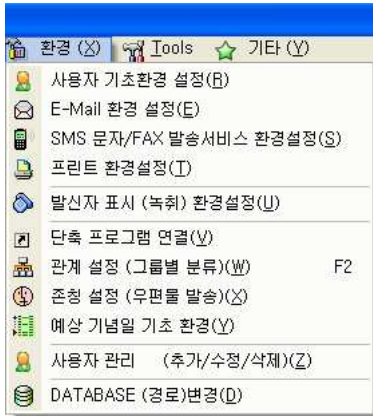 환경 (X) Tools 기타 (Y)
사용자 기초환경 설정(R)
E-Mail 환경 설정(E)
SMS 문자/FAX 발송서비스 환경설정(S)
프린트 환경설정(T)
발신자 표시 (녹취) 환경설정(U)
단축 프로그램 연결(V)
관계 설정 (그룹별 분류)(W) F2
존칭 설정 (우편물 발송)(X)
예상 기념일 기초 환경(Y)
사용자 관리 (추가/수정/삭제)(Z)
DATABASE (경로)변경(D)